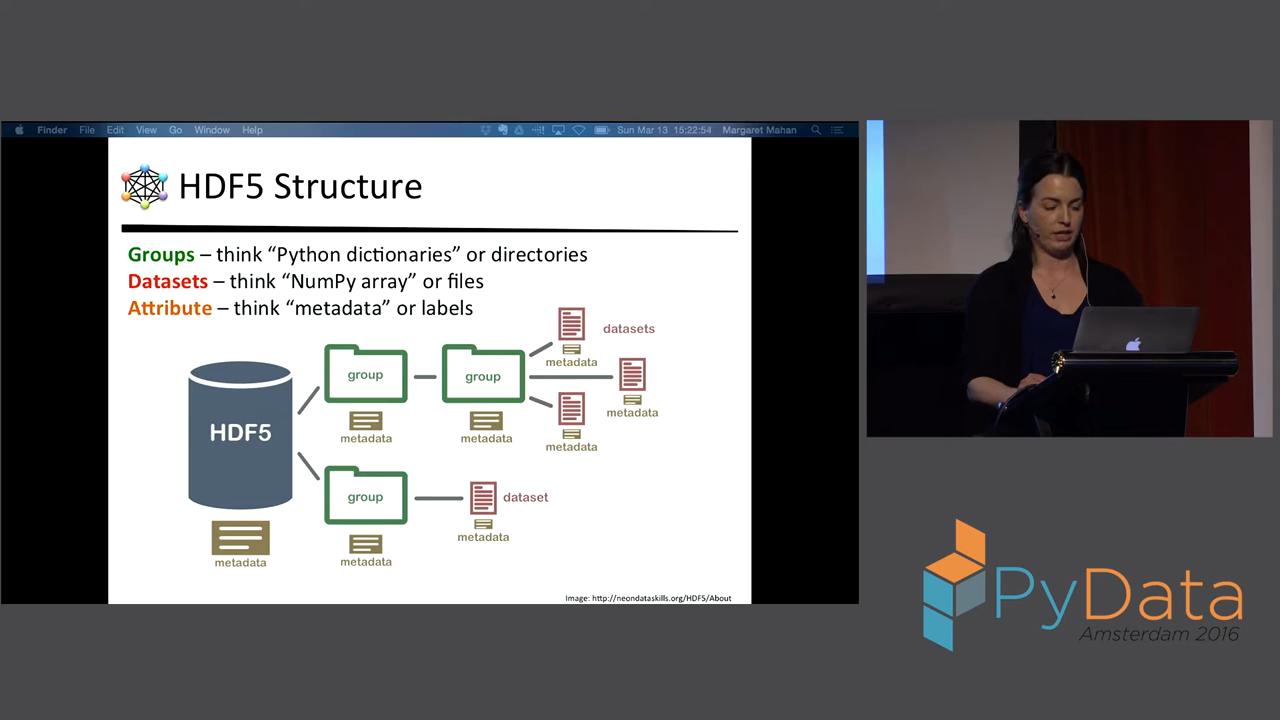 Finder File Edit View Go Window Help Sun Mar 13 15:22:54 Margaret Mahan
HDF5 Structure
Groups – think “Python dictionaries” or directories
Datasets – think “NumPy array” or files
Attribute – think “metadata” or labels
datasets
metadata
group
group
metadata
HDF5
metadata
metadata
metadata
group
dataset
metadata
metadata
metadata
Image: http://neondataskills.org/HDF5/About
PyData
Amsterdam 2016